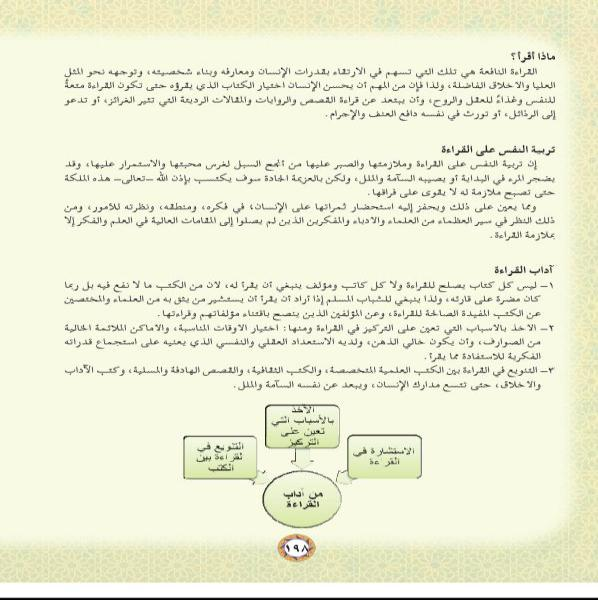 ماذا أقرأ؟
القراءة النافعة هي تلك التي تسهم في الارتقاء بقدرات الإنسان ومعارفه وبناء شخصيته، وتوجهه نحو المثل
العليا والاخلاق الفاضلة، ولذا فإن من المهم أن يحسن الإنسان اختيار الكتاب الذي يقرؤه حتى تكون القراءة متعةً
للنفس وغذاءً للعقل والروح، وأن يبتعد عن قراءة القصص والروايات والمقالات الرديئة التي تثير الغرائز، أو تدعو
إلى الرذائل، أو تورث في نفسه دافع العنف والإجرام.
تربية النفس على القراءة
إن تربية النفس على القراءة وملازمتها والصبر عليها من أنجح السبل لغرس محبتها والاستمرار عليها، وقد
يضجر المرء في البداية أو يصيبه السآمة والملل، ولكن بالعزيمة الجادة سوف يكتسب بإذن الله –تعالى– هذه الملكة
حتى تصبح ملازمة له لا يقوى على فراقها.
ومما يعين على ذلك ويحفز إليه استحضار ثمراتها على الإنسان، في فكره، ومنطقه، ونظرته للأمور، ومن
ذلك النظر في سير العظماء من العلماء والادباء والمفكرين الذين لم يصلوا إلى المقامات العالية في العلم والفكر إلا
بملازمة القراءة.
آداب القراءة
١– ليس كل كتاب يصلح للقراءة ولا كل كاتب ومؤلف ينبغي أن يقرأ له، لان من الكتب ما لا نفع فيه بل ربما
كان مضرة على قارئه، ولذا ينبغي للشباب المسلم إذا أراد أن يقرأ أن يستشير من يثق به من العلماء والمختصين
عن الكتب المفيدة الصالحة للقراءة، وعن المؤلفين الذين ينصح باقتناء مؤلفاتهم وقراءتها.
٢– الاخذ بالاسباب التي تعين على التركيز في القراءة ومنها: اختيار الاوقات المناسبة، والاماكن الملائمة الخالية
من الصوارف، وأن يكون خالي الذهن، ولديه الاستعداد العقلي والنفسي الذي يعينه على استجماع قدراته
الفكرية للاستفادة مما يقرأ.
٣– التنويع في القراءة بين الكتب العلمية المتخصصة، والكتب الثقافية، والقصص الهادفة والمسلية، وكتب الآداب
والاخلاق، حتى تتسع مدارك الإنسان، ويبعد عن نفسه السآمة والملل.
الأخذ
بالأسباب التي
تعين على
التركيز
الاستشارة في
القراءة
التنويع في
القراءة بين
الكتب
من آداب
القراءة
١٩٨